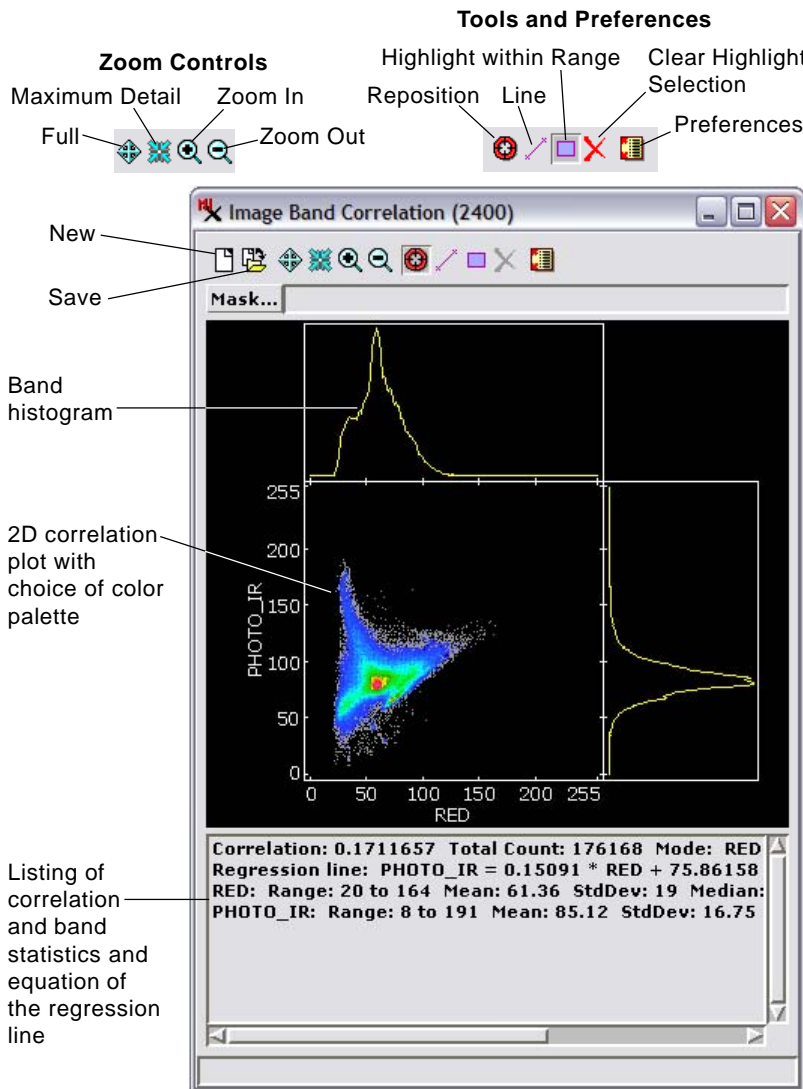 Tools and Preferences
Zoom Controls
Highlight within Range
Clear Highlight
Selection
Maximum Detail
Zoom In
Reposition
Line
Full
Zoom Out
Preferences
Image Band Correlation (2400)
New
Save
Mask...
Band
histogram
2D correlation
plot with
choice of color
palette
255
200
150
100
50
0
PHOTO_IR
0 50 100 150 200 255
RED
Listing of
correlation
and band
statistics and
equation of
the regression
line
Correlation: 0.1711657 Total Count: 176168 Mode: RED
Regression line: PHOTO_IR = 0.15091 * RED + 75.86158
RED: Range: 20 to 164 Mean: 61.36 StdDev: 19 Median:
PHOTO_IR: Range: 8 to 191 Mean: 85.12 StdDev: 16.75